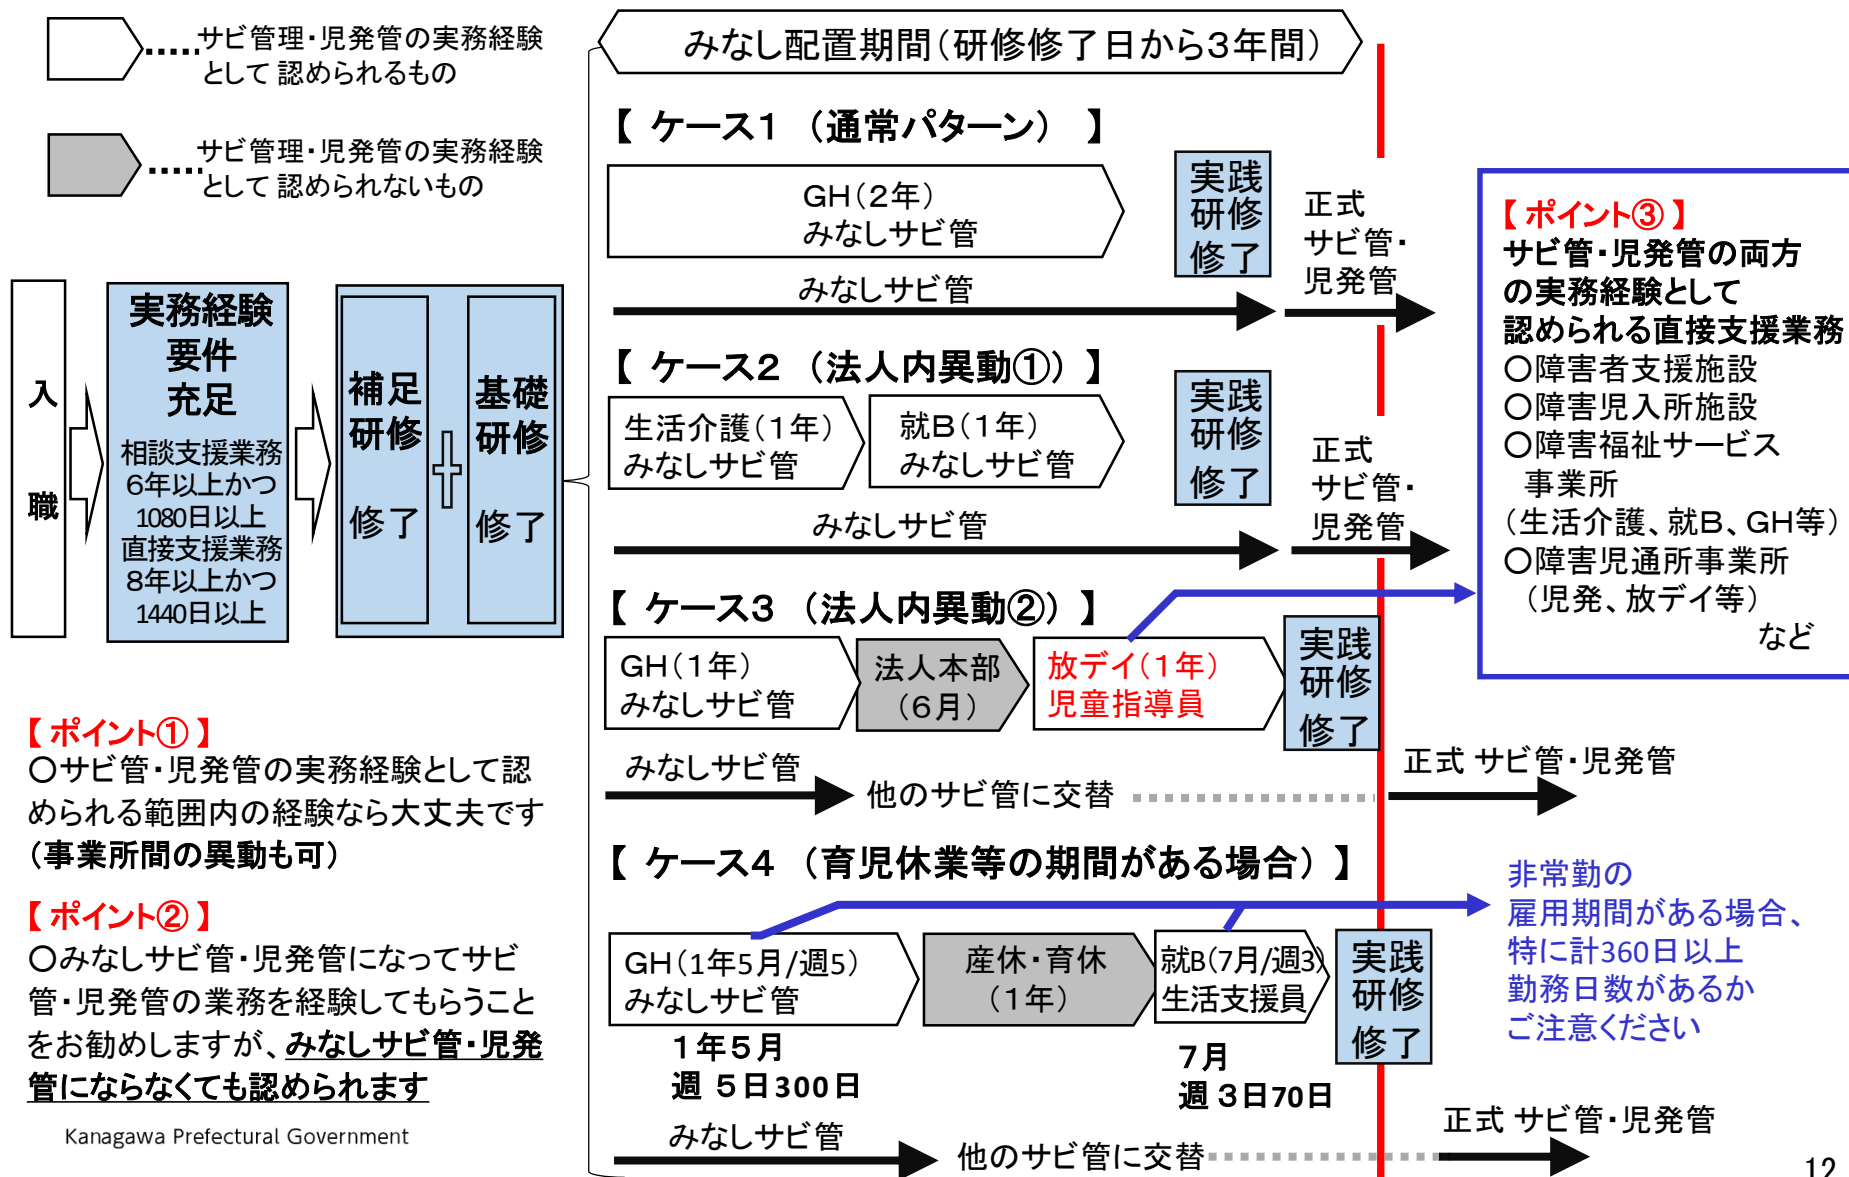 サビ管理・児発管の実務経験
として 認められるもの
サビ管理・児発管の実務経験
として 認められないもの
入
職
実務経験
要件
充足
相談支援業務
6年以上かつ
1080日以上
直接支援業務
8年以上かつ
1440日以上
補足
研修
修了
基礎
研修
修了
【 ポイント① 】
〇サビ管・児発管の実務経験として認
められる範囲内の経験なら大丈夫です
（事業所間の異動も可）
【 ポイント② 】
〇みなしサビ管・児発管になってサビ
管・児発管の業務を経験してもらうこと
をお勧めしますが、みなしサビ管・児発
管にならなくても認められます
Kanagawa Prefectural Government
みなし配置期間（研修修了日から３年間）
【 ケース１ （通常パターン） 】
GH（２年）
みなしサビ管
実践
研修
修了
みなしサビ管
正式
サビ管・
児発管
【 ケース２ （法人内異動①） 】
生活介護（１年）
みなしサビ管
就Ｂ（１年）
みなしサビ管
実践
研修
修了
みなしサビ管
正式
サビ管・
児発管
【 ケース３ （法人内異動②） 】
GH（１年）
みなしサビ管
法人本部
（６月）
放デイ（１年）
児童指導員
実践
研修
修了
みなしサビ管
他のサビ管に交替
正式 サビ管・児発管
【 ケース４ （育児休業等の期間がある場合） 】
GH（1年5月/週5）
みなしサビ管
産休・育休
（１年）
就B（7月/週3）
生活支援員
実践
研修
修了
１年５月
週 ５日300日
７月
週 ３日70日
みなしサビ管
他のサビ管に交替
正式 サビ管・児発管
【 ポイント③ 】
サビ管・児発管の両方
の実務経験として
認められる直接支援業務
〇障害者支援施設
〇障害児入所施設
〇障害福祉サービス
事業所
（生活介護、就Ｂ、GH等）
〇障害児通所事業所
（児発、放デイ等）
など
非常勤の
雇用期間がある場合、
特に計360日以上
勤務日数があるか
ご注意ください
12